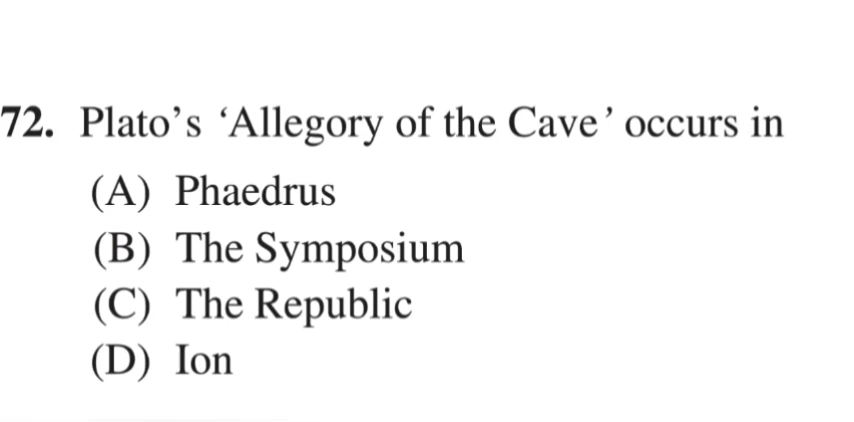 72. Plato’s ‘Allegory of the Cave’ occurs in
(A) Phaedrus
(B) The Symposium
(C) The Republic
(D) Ion